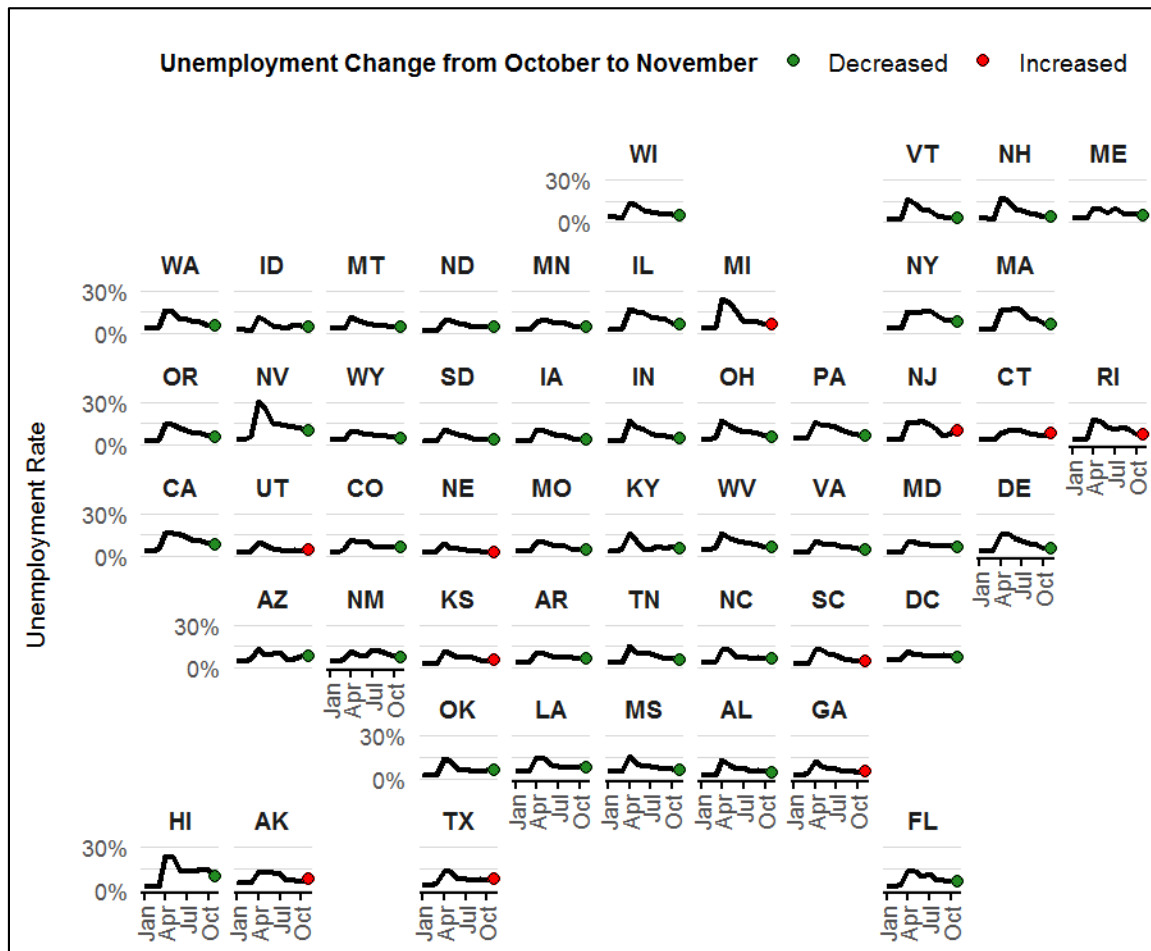 Unemployment Change from October to November Decreased Increased
WI VT NH ME
30%
0%
WA ID MT ND MN IL MI NY MA
30%
0%
OR NV WY SD IA IN OH PA NJ CT RI
30%
0%
Jan Apr Jul Oct
CA UT CO NE MO KY WV VA MD DE
30%
0%
Jan Apr Jul Oct
AZ NM KS AR TN NC SC DC
30%
0%
Jan Apr Jul Oct
OK LA MS AL GA
30%
0%
Jan Apr Jul Oct Jan Apr Jul Oct Jan Apr Jul Oct Jan Apr Jul Oct
HI AK TX FL
30%
0%
Jan Apr Jul Oct Jan Apr Jul Oct Jan Apr Jul Oct Jan Apr Jul Oct
Unemployment Rate